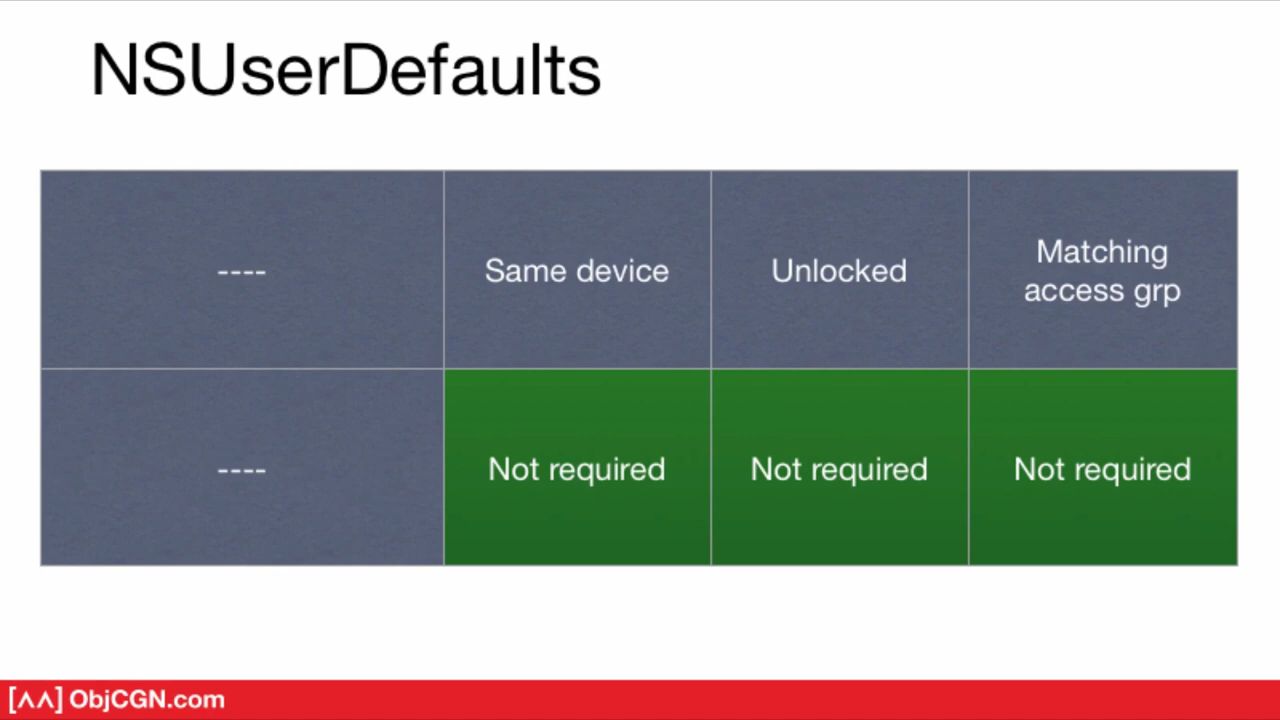 NSUserDefaults
---- Same device Unlocked Matching
access grp
---- Not required Not required Not required
[ʌʌ] ObjCGN.com